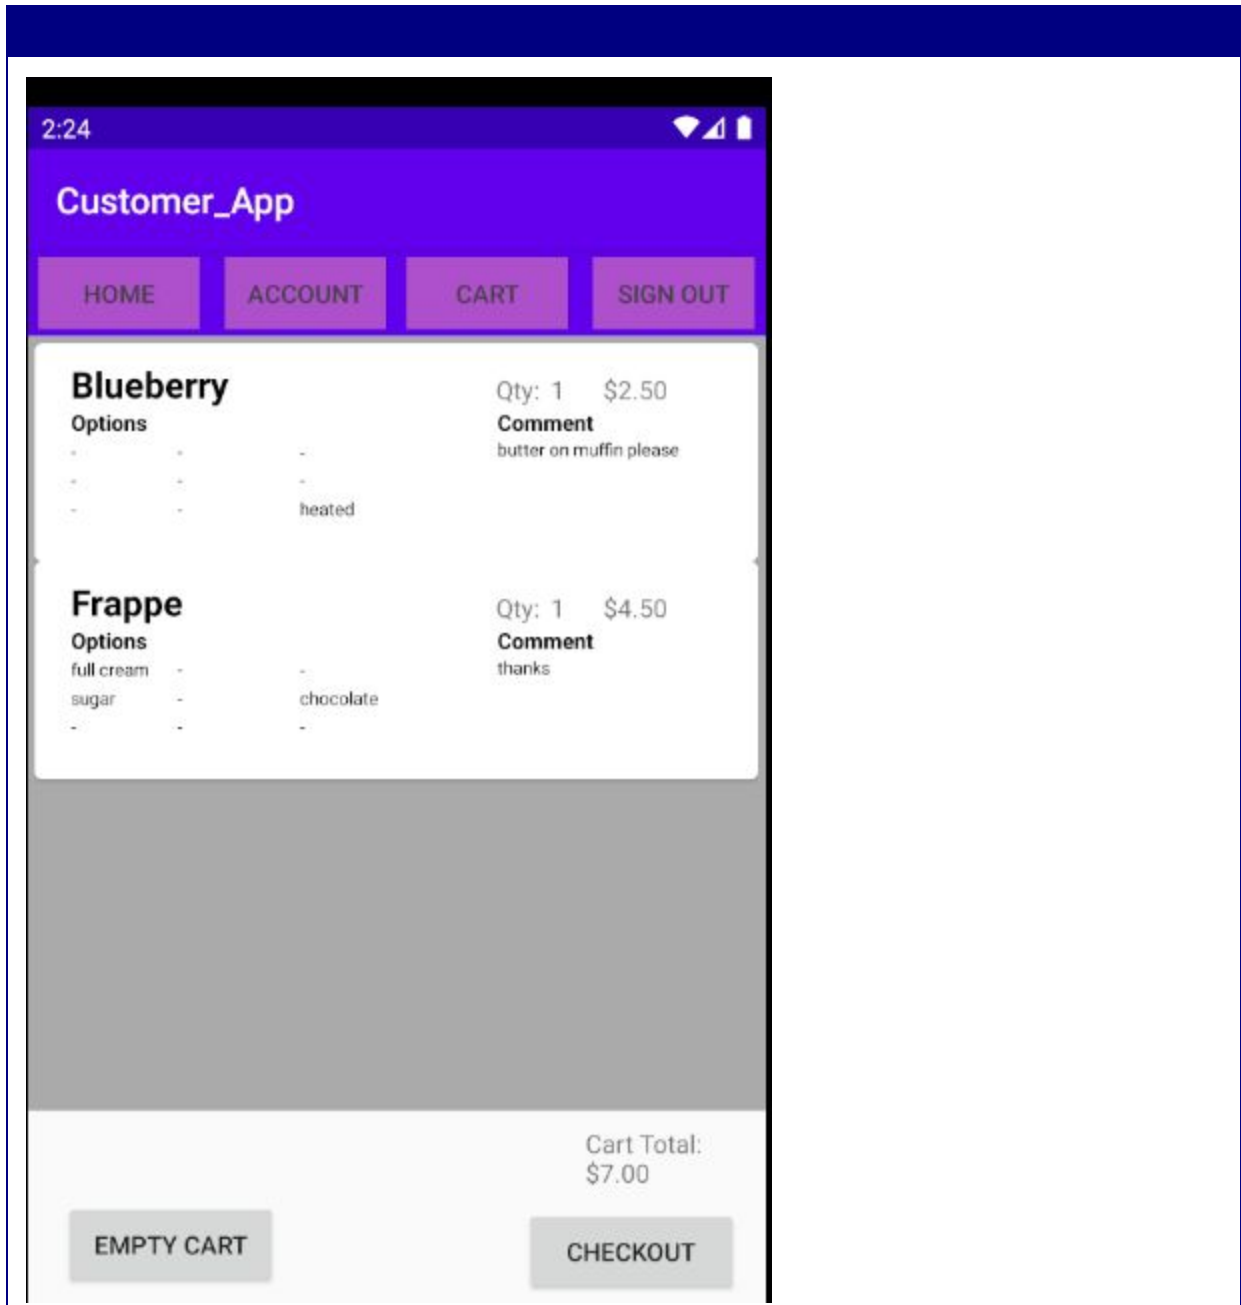 2:24
Customer_App
HOME ACCOUNT CART SIGN OUT
Blueberry Qty: 1 $2.50
Options Comment
- - - butter on muffin please
- - -
- - heated
Frappe Qty: 1 $4.50
Options Comment
full cream - - thanks
sugar - chocolate
- - -
Cart Total:
$7.00
EMPTY CART CHECKOUT